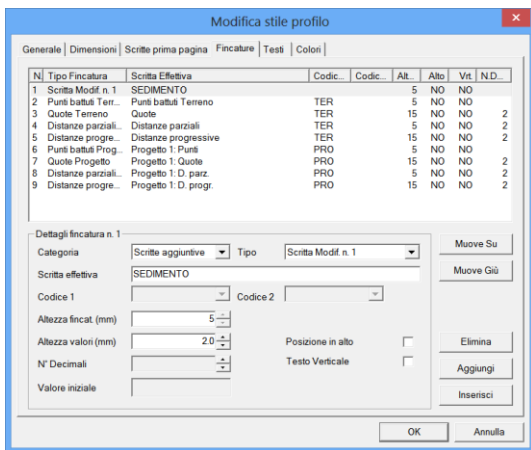 Modifica stile profilo
Generale Dimensioni Scritte prima pagina Fincature Testi Colori
N. Tipo Fincatura Scritta Effettiva Codic... Codic... Alt... Alto Vrt. N.D...
1 Scritta Modif. n. 1 SEDIMENTO 5 NO NO
2 Punti battuti Terr... Punti battuti Terreno TER 5 NO NO
3 Quote Terreno Quote TER 15 NO NO 2
4 Distanze parziali... Distanze parziali TER 5 NO NO 2
5 Distanze progre... Distanze progressive TER 15 NO NO 2
6 Punti battuti Prog... Progetto 1: Punti PRO 5 NO NO
7 Quote Progetto Progetto 1: Quote PRO 15 NO NO 2
8 Distanze parziali... Progetto 1: D. parz. PRO 5 NO NO 2
9 Distanze progre... Progetto 1: D. progr. PRO 15 NO NO 2
Dettagli fincatura n. 1
Categoria Scritte aggiuntive Tipo Scritta Modif. n. 1 Muove Su
Scritta effettiva SEDIMENTO Muove Giù
Codice 1 Codice 2
Altezza fincat. (mm) 5
Altezza valori (mm) 2.0 Posizione in alto Elimina
N° Decimali Testo Verticale Aggiungi
Valore iniziale Inserisci
OK Annulla